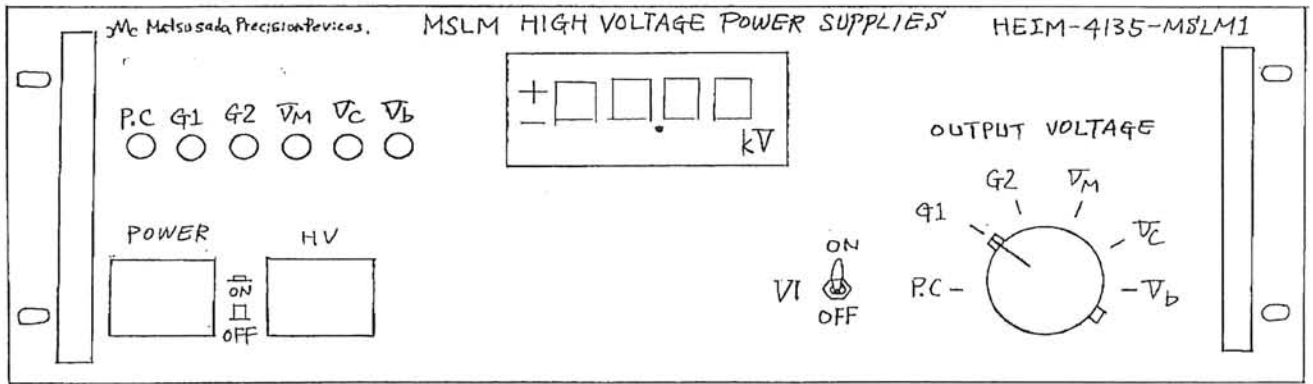 Mc Matsusada Precision Devices.
MSLM HIGH VOLTAGE POWER SUPPLIES
HEIM-4135-MSLM1
P.C G1 G2 VM VC Vb
+
-
kV
OUTPUT VOLTAGE
G2 VM
G1 VC
P.C Vb
POWER
HV
ON
OFF
VI
ON
OFF